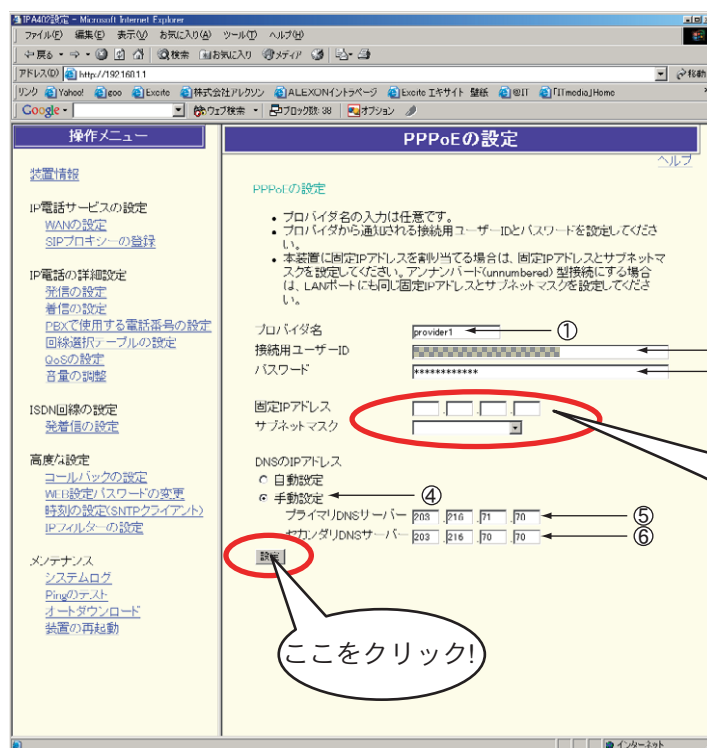 IPA402設定 - Microsoft Internet Explorer
ファイル(F) 編集(E) 表示(V) お気に入り(A) ツール(T) ヘルプ(H)
戻る 検索 お気に入り メディア
アドレス(D) http://192.168.1.1 移動
リンク Yahoo! goo Excite 株式会社アレクソン ALEXONイントラページ Excite エキサイト 壁紙 @IT [ITmedia]Home
Google ウェブ検索 ブロック数: 38 オプション
操作メニュー
装置情報
IP電話サービスの設定
WANの設定
SIPプロキシーの登録
IP電話の詳細設定
発信の設定
着信の設定
PBXで使用する電話番号の設定
回線選択テーブルの設定
QoSの設定
音量の調整
ISDN回線の設定
発着信の設定
高度な設定
コールバックの設定
WEB設定パスワードの変更
時刻の設定(SNTPクライアント)
IPフィルターの設定
メンテナンス
システムログ
Pingのテスト
オートダウンロード
装置の再起動
PPPoEの設定
ヘルプ
PPPoEの設定
• プロバイダ名の入力は任意です。
• プロバイダから通知される接続用ユーザーIDとパスワードを設定してくださ
い。
• 本装置に固定IPアドレスを割り当てる場合は、固定IPアドレスとサブネットマ
スクを設定してください。アンナンバード(unnumbered) 型接続にする場合
は、LANポートにも同じ固定IPアドレスとサブネットマスクを設定してくださ
い。
プロバイダ名 provider1 ①
接続用ユーザーID
パスワード ************
固定IPアドレス . . .
サブネットマスク
DNSのIPアドレス
自動設定
手動設定 ④
プライマリDNSサーバー 203 .216 .71 .70 ⑤
セカンダリDNSサーバー 203 .216 .70 .70 ⑥
設定
ここをクリック!
インターネット